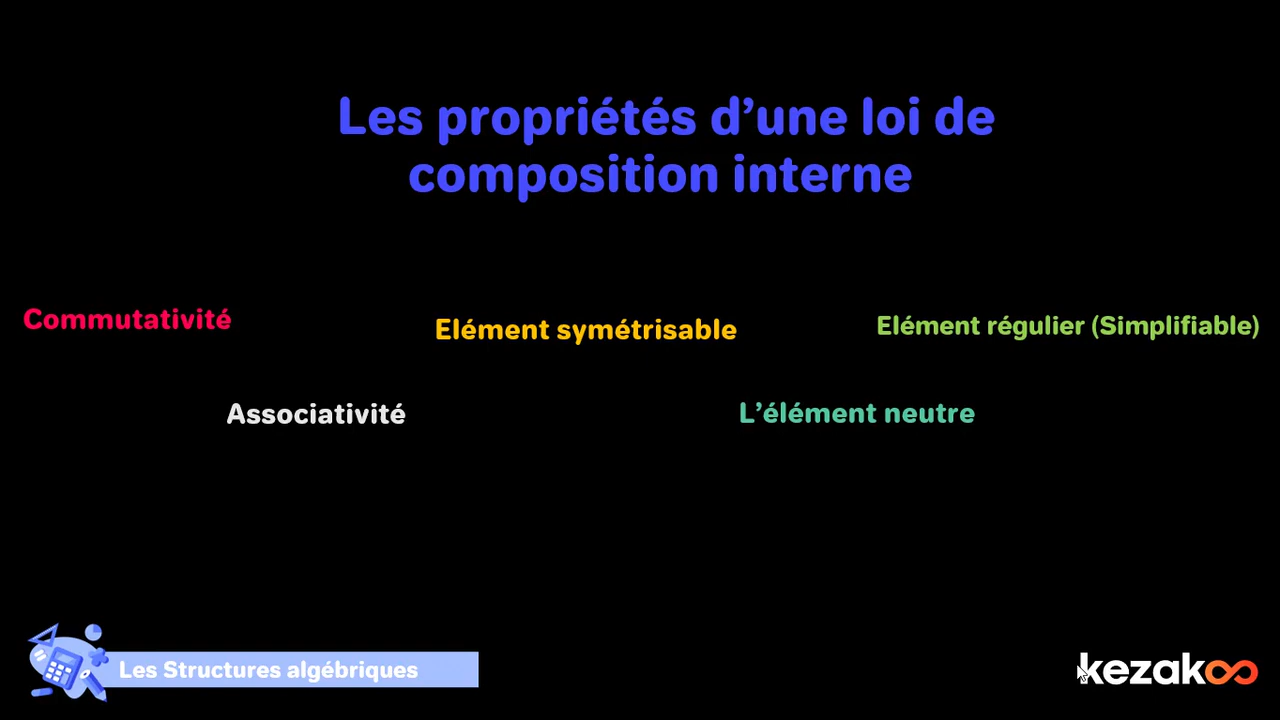 Les propriétés d’une loi de
composition interne
Commutativité
Elément symétrisable
Elément régulier (Simplifiable)
Associativité
L’élément neutre
Les Structures algébriques
kezakoo